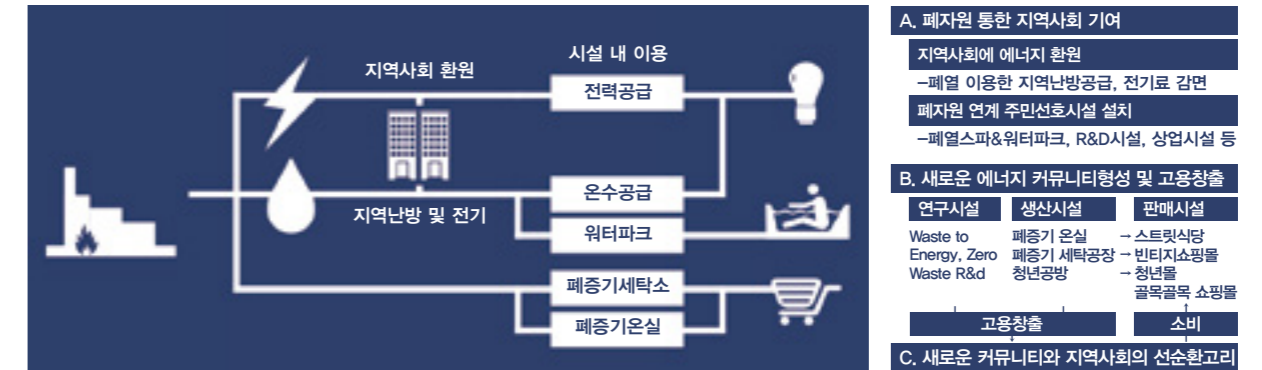 지역사회 환원
시설 내 이용
전력공급
온수공급
지역난방 및 전기
워터파크
폐증기세탁소
폐증기온실
A. 폐자원 통한 지역사회 기여
지역사회에 에너지 환원
–폐열 이용한 지역난방공급, 전기료 감면
폐자원 연계 주민선호시설 설치
–폐열스파&워터파크, R&D시설, 상업시설 등
B. 새로운 에너지 커뮤니티형성 및 고용창출
연구시설 생산시설 판매시설
Waste to 폐증기 온실 → 스트릿식당
Energy, Zero 폐증기 세탁공장 → 빈티지쇼핑몰
Waste R&d 청년공방 → 청년몰
골목골목 쇼핑몰
고용창출 소비
C. 새로운 커뮤니티와 지역사회의 선순환고리